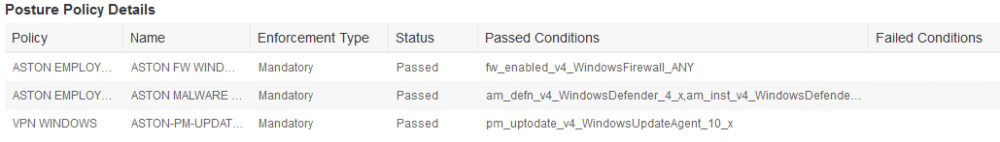 Posture Policy Details
Policy Name Enforcement Type Status Passed Conditions Failed Conditions
ASTON EMPLOY... ASTON FW WIND... Mandatory Passed fw_enabled_v4_WindowsFirewall_ANY
ASTON EMPLOY... ASTON MALWARE ... Mandatory Passed am_defn_v4_WindowsDefender_4_x,am_inst_v4_WindowsDefende...
VPN WINDOWS ASTON-PM-UPDAT... Mandatory Passed pm_uptodate_v4_WindowsUpdateAgent_10_x